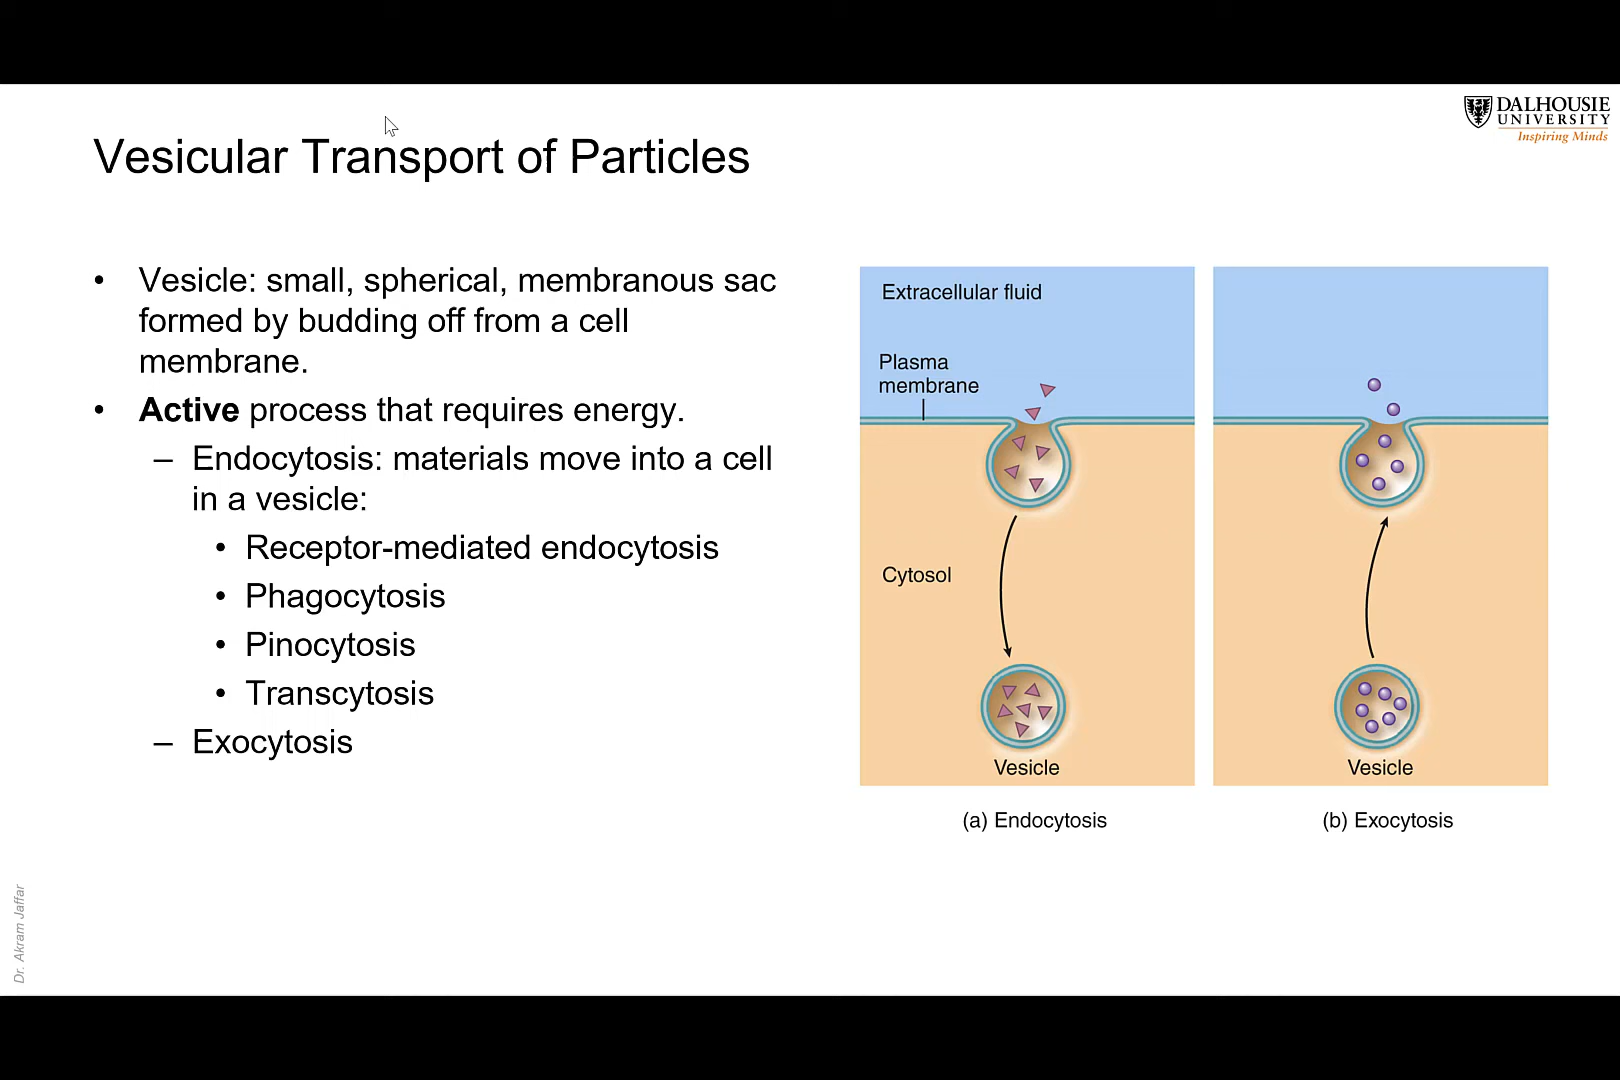 DALHOUSIE
UNIVERSITY
Inspiring Minds
Vesicular Transport of Particles
• Vesicle: small, spherical, membranous sac
formed by budding off from a cell
membrane.
• Active process that requires energy.
– Endocytosis: materials move into a cell
in a vesicle:
• Receptor-mediated endocytosis
• Phagocytosis
• Pinocytosis
• Transcytosis
– Exocytosis
Extracellular fluid
Plasma
membrane
Cytosol
Vesicle
(a) Endocytosis
Vesicle
(b) Exocytosis
Dr. Akram Jaffar